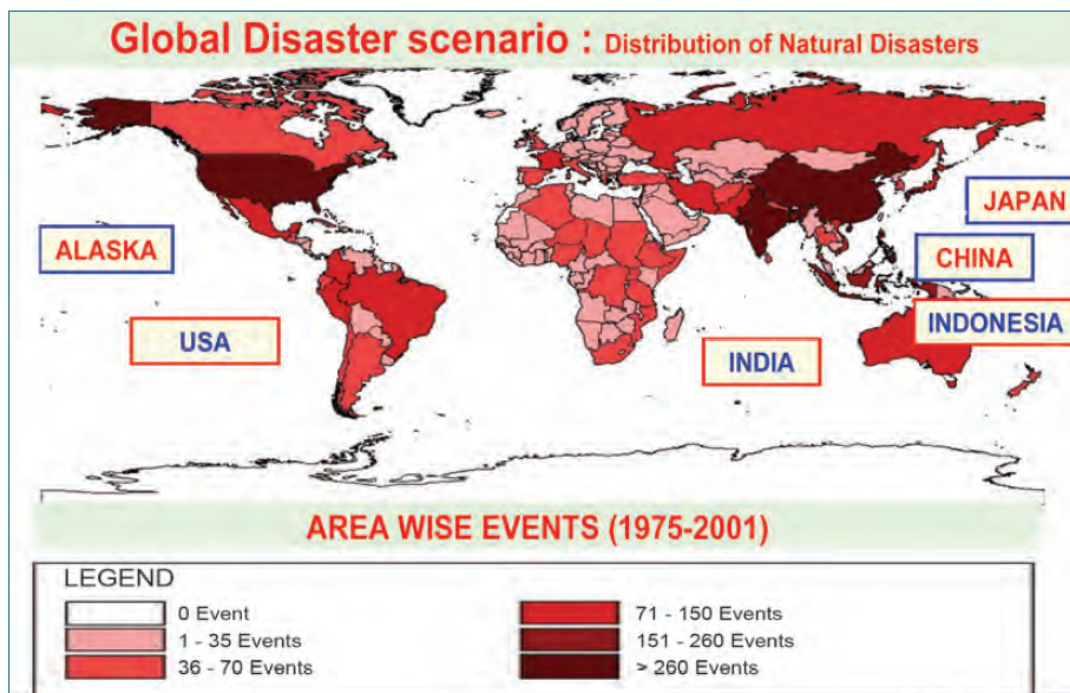 Global Disaster scenario : Distribution of Natural Disasters
ALASKA
USA
JAPAN
CHINA
INDONESIA
INDIA
AREA WISE EVENTS (1975-2001)
LEGEND
0 Event
1 - 35 Events
36 - 70 Events
71 - 150 Events
151 - 260 Events
> 260 Events